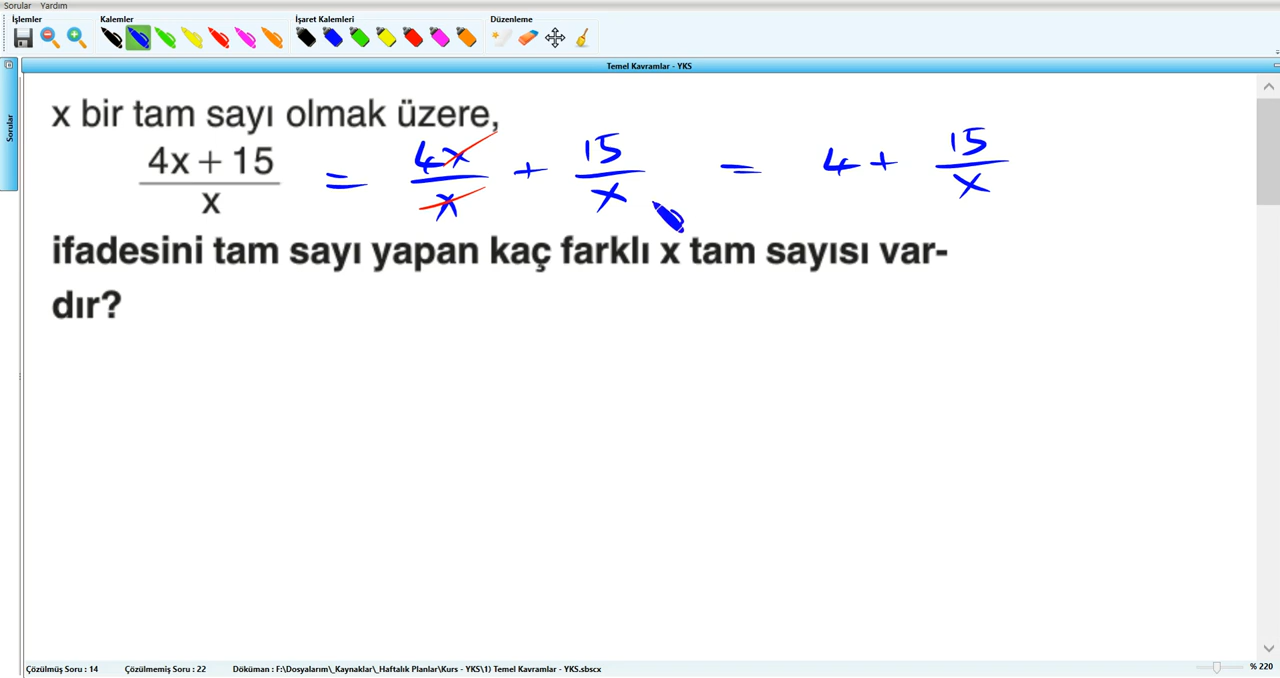 Sorular Yardım
İşlemler Kalemler İşaret Kalemleri Düzenleme
Temel Kavramlar - YKS
Sorular
x bir tam sayı olmak üzere,
4x + 15 / x = 4x / x + 15 / x = 4 + 15 / x
ifadesini tam sayı yapan kaç farklı x tam sayısı var-
dır?
Çözülmüş Soru : 14 Çözülmemiş Soru : 22 Döküman : F:\Dosyalarım\_Kaynaklar\_Haftalık Planlar\Kurs - YKS\1) Temel Kavramlar - YKS.sbscx % 220